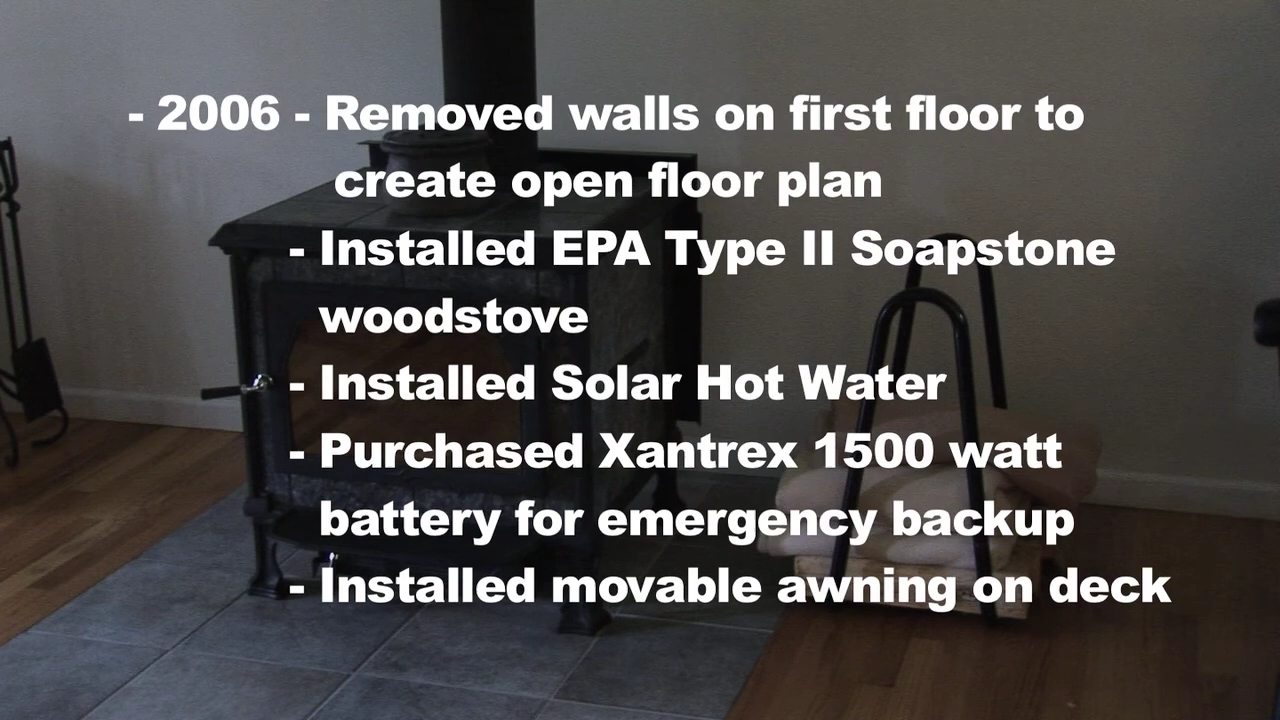 - 2006 - Removed walls on first floor to
create open floor plan
- Installed EPA Type II Soapstone
woodstove
- Installed Solar Hot Water
- Purchased Xantrex 1500 watt
battery for emergency backup
- Installed movable awning on deck